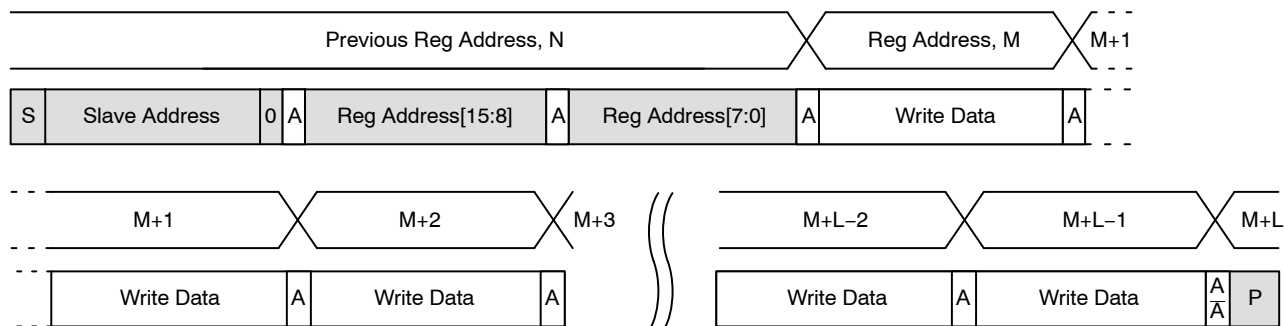 Previous Reg Address, N Reg Address, M M+1
S Slave Address 0 A Reg Address[15:8] A Reg Address[7:0] A Write Data A
M+1 M+2 M+3 M+L−2 M+L−1 M+L
Write Data A Write Data A Write Data A Write Data A/A̅ P